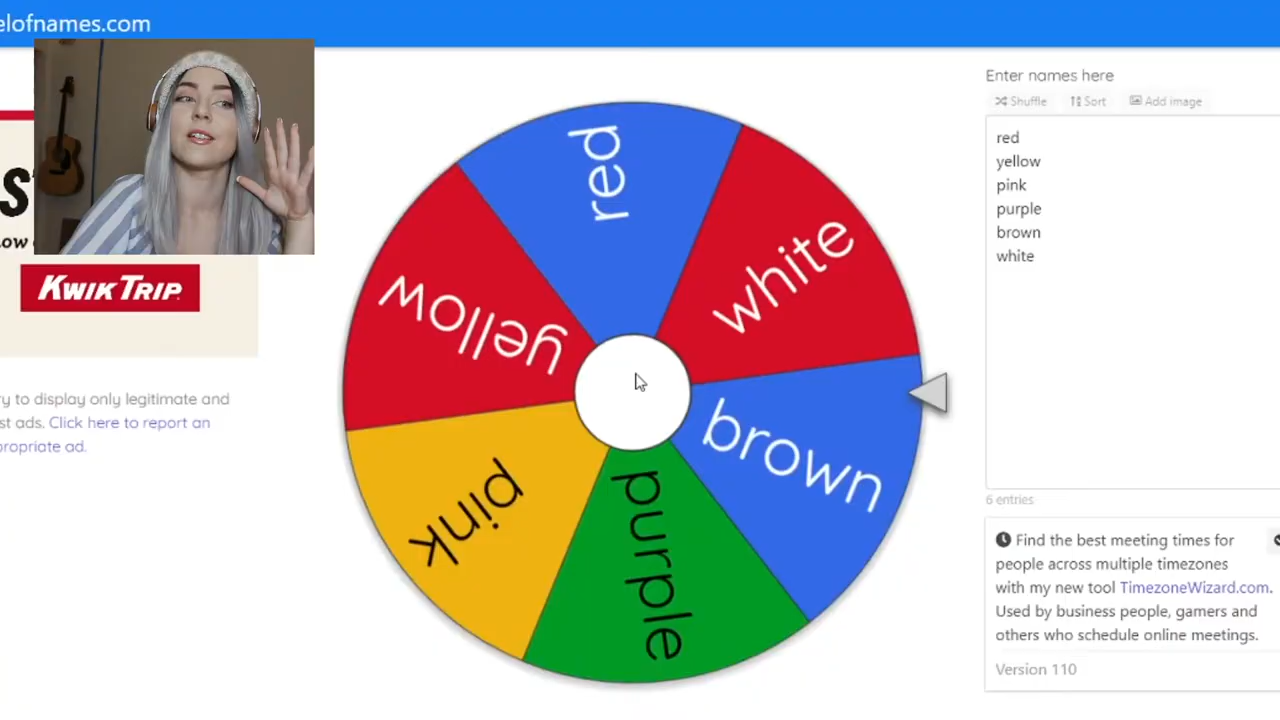 elofnames.com
S'
ow
KWIK TRIP
ry to display only legitimate and
st ads. Click here to report an
propriate ad.
red
white
brown
purple
pink
yellow
Enter names here
Shuffle Sort Add image
red
yellow
pink
purple
brown
white
6 entries
Find the best meeting times for
people across multiple timezones
with my new tool TimezoneWizard.com.
Used by business people, gamers and
others who schedule online meetings.
Version 110